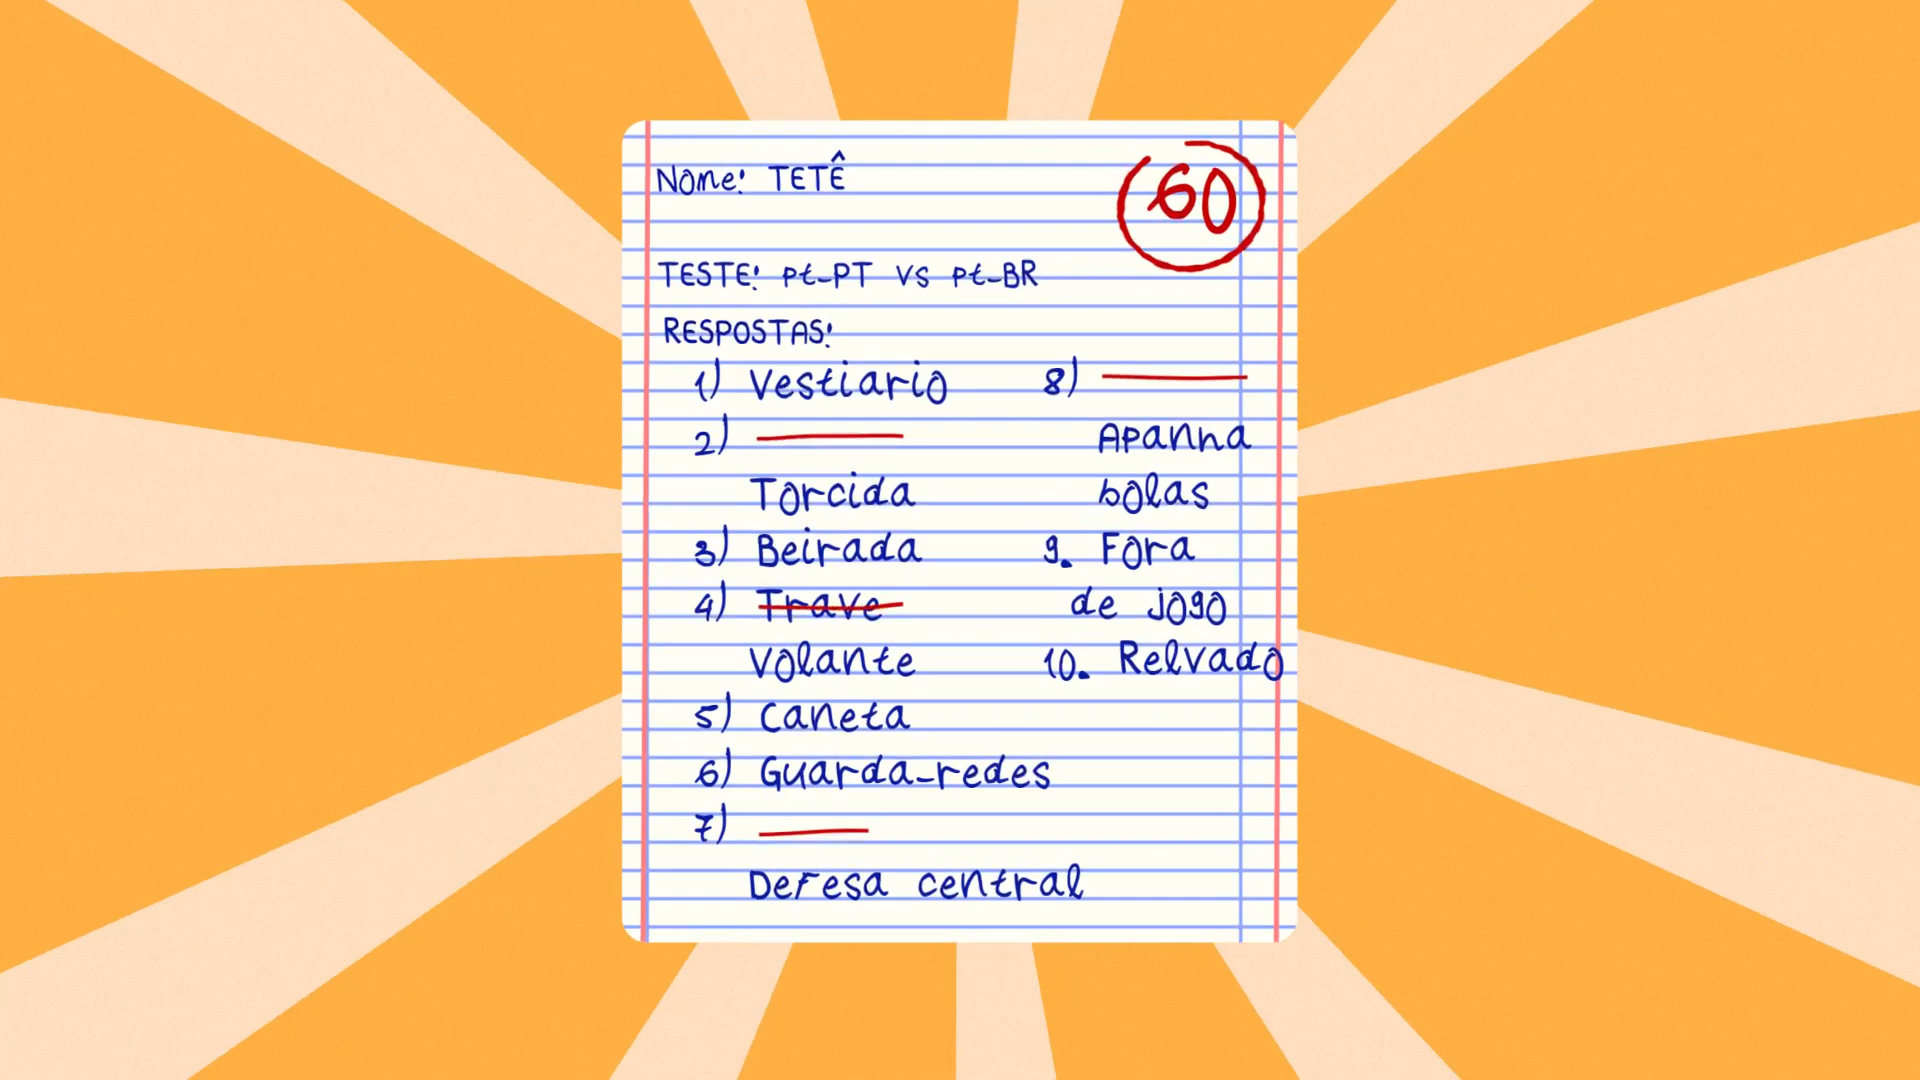 Nome: TETÊ
60
TESTE: pt-PT vs pt-BR
RESPOSTAS:
1) Vestiario
2)
Torcida
3) Beirada
4) Trave
Volante
5) Caneta
6) Guarda-redes
7)
Defesa central
8)
Apanha
bolas
9. Fora
de jogo
10. Relvado